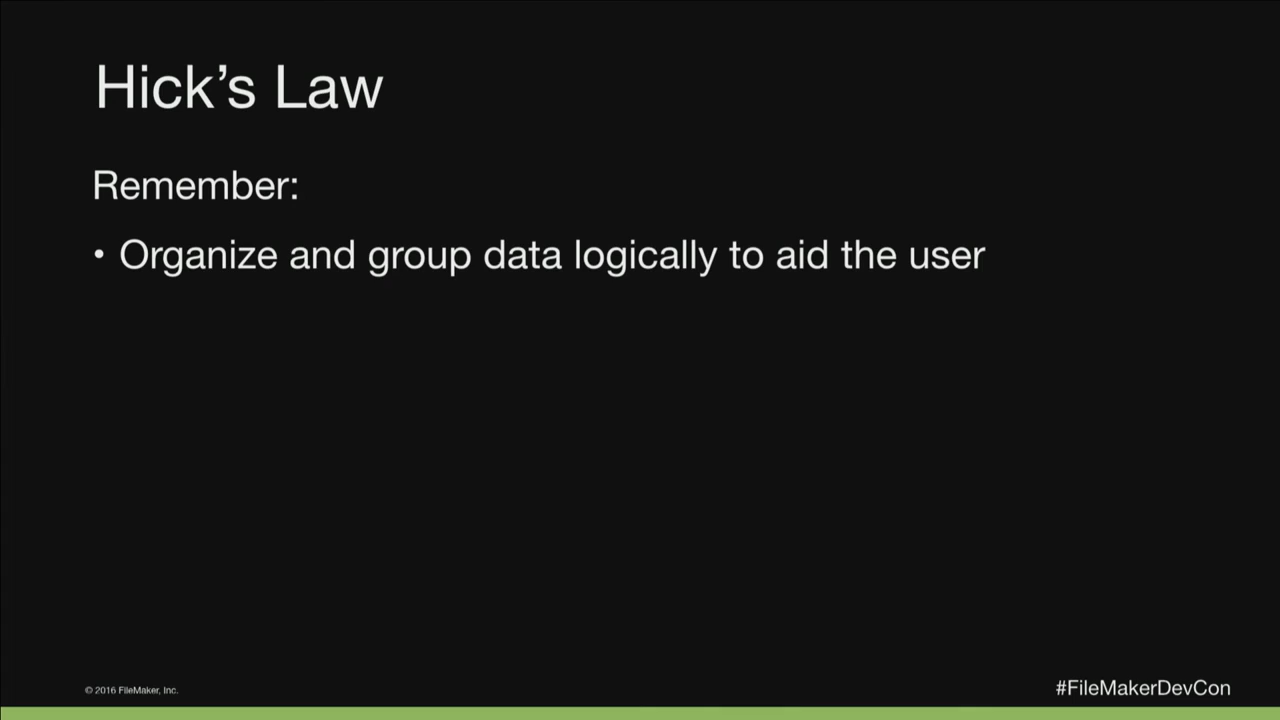 Hick’s Law
Remember:
• Organize and group data logically to aid the user
© 2016 FileMaker, Inc.
#FileMakerDevCon